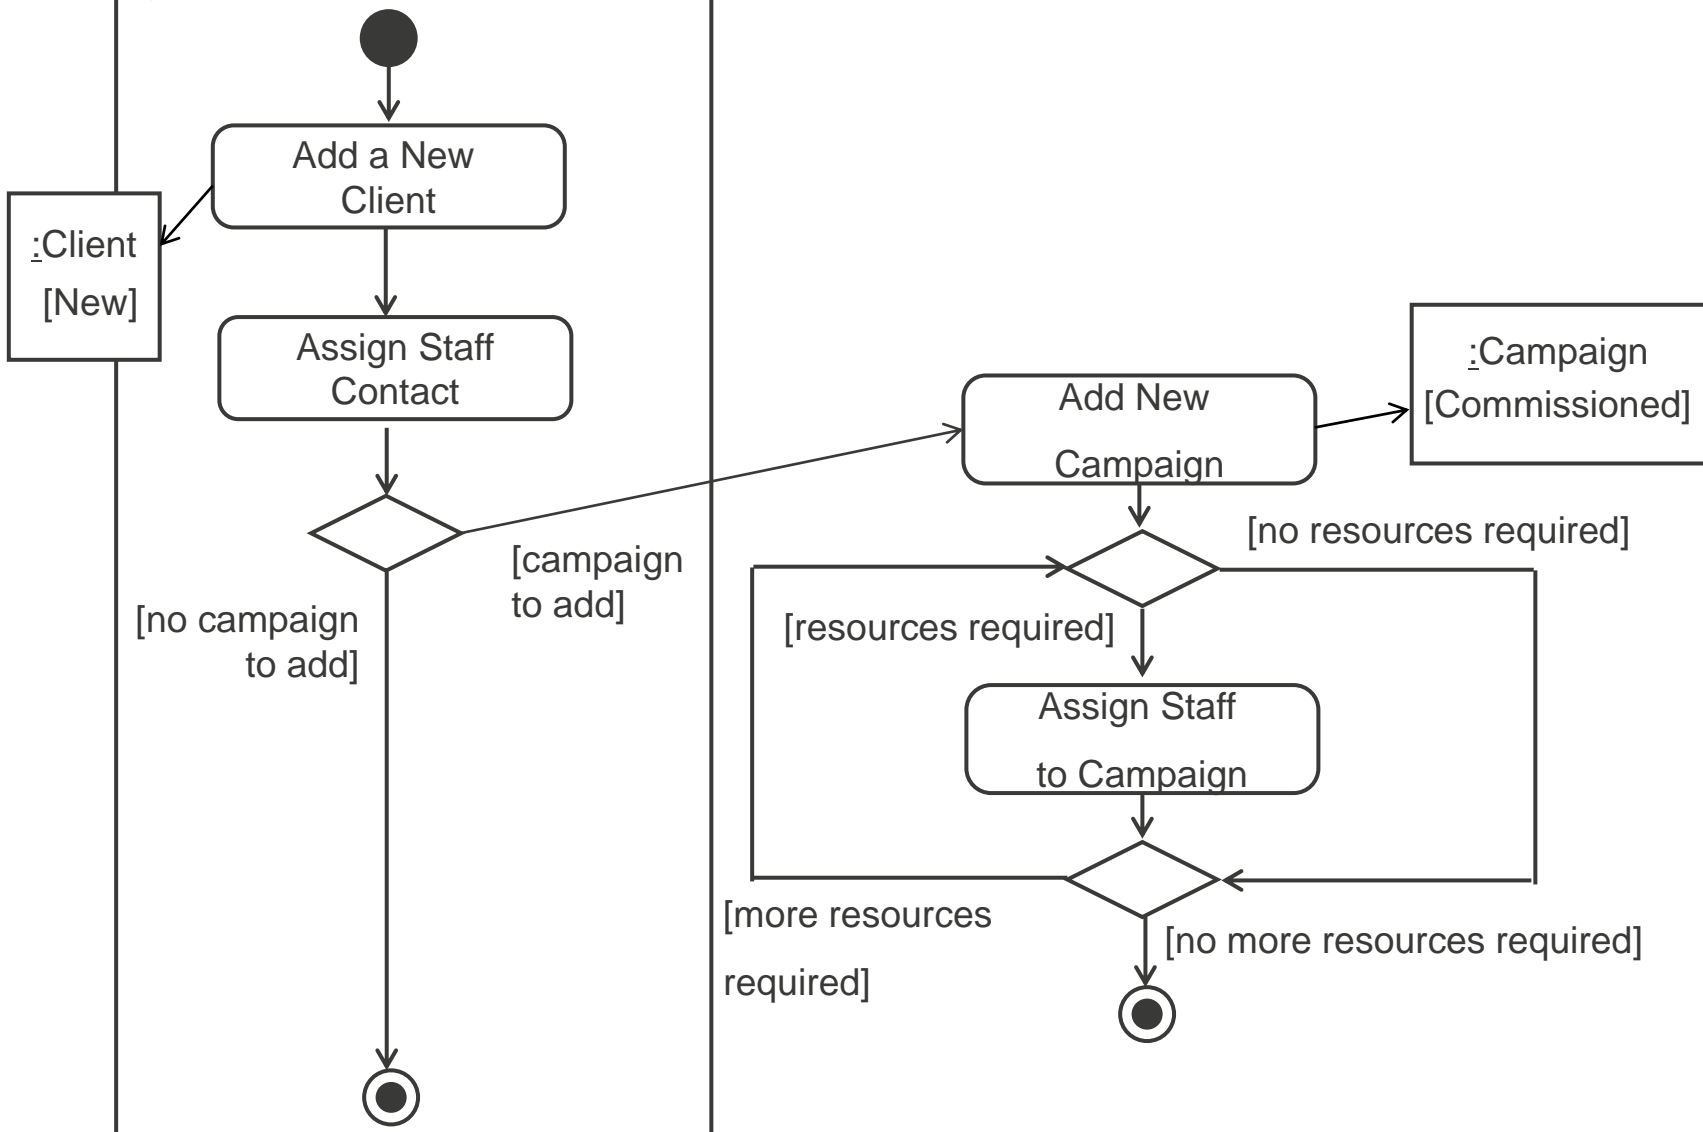 Add a New
Client
:Client
[New]
Assign Staff
Contact
[campaign
to add]
[no campaign
to add]
Add New
Campaign
:Campaign
[Commissioned]
[no resources required]
[resources required]
Assign Staff
to Campaign
[more resources
required]
[no more resources required]